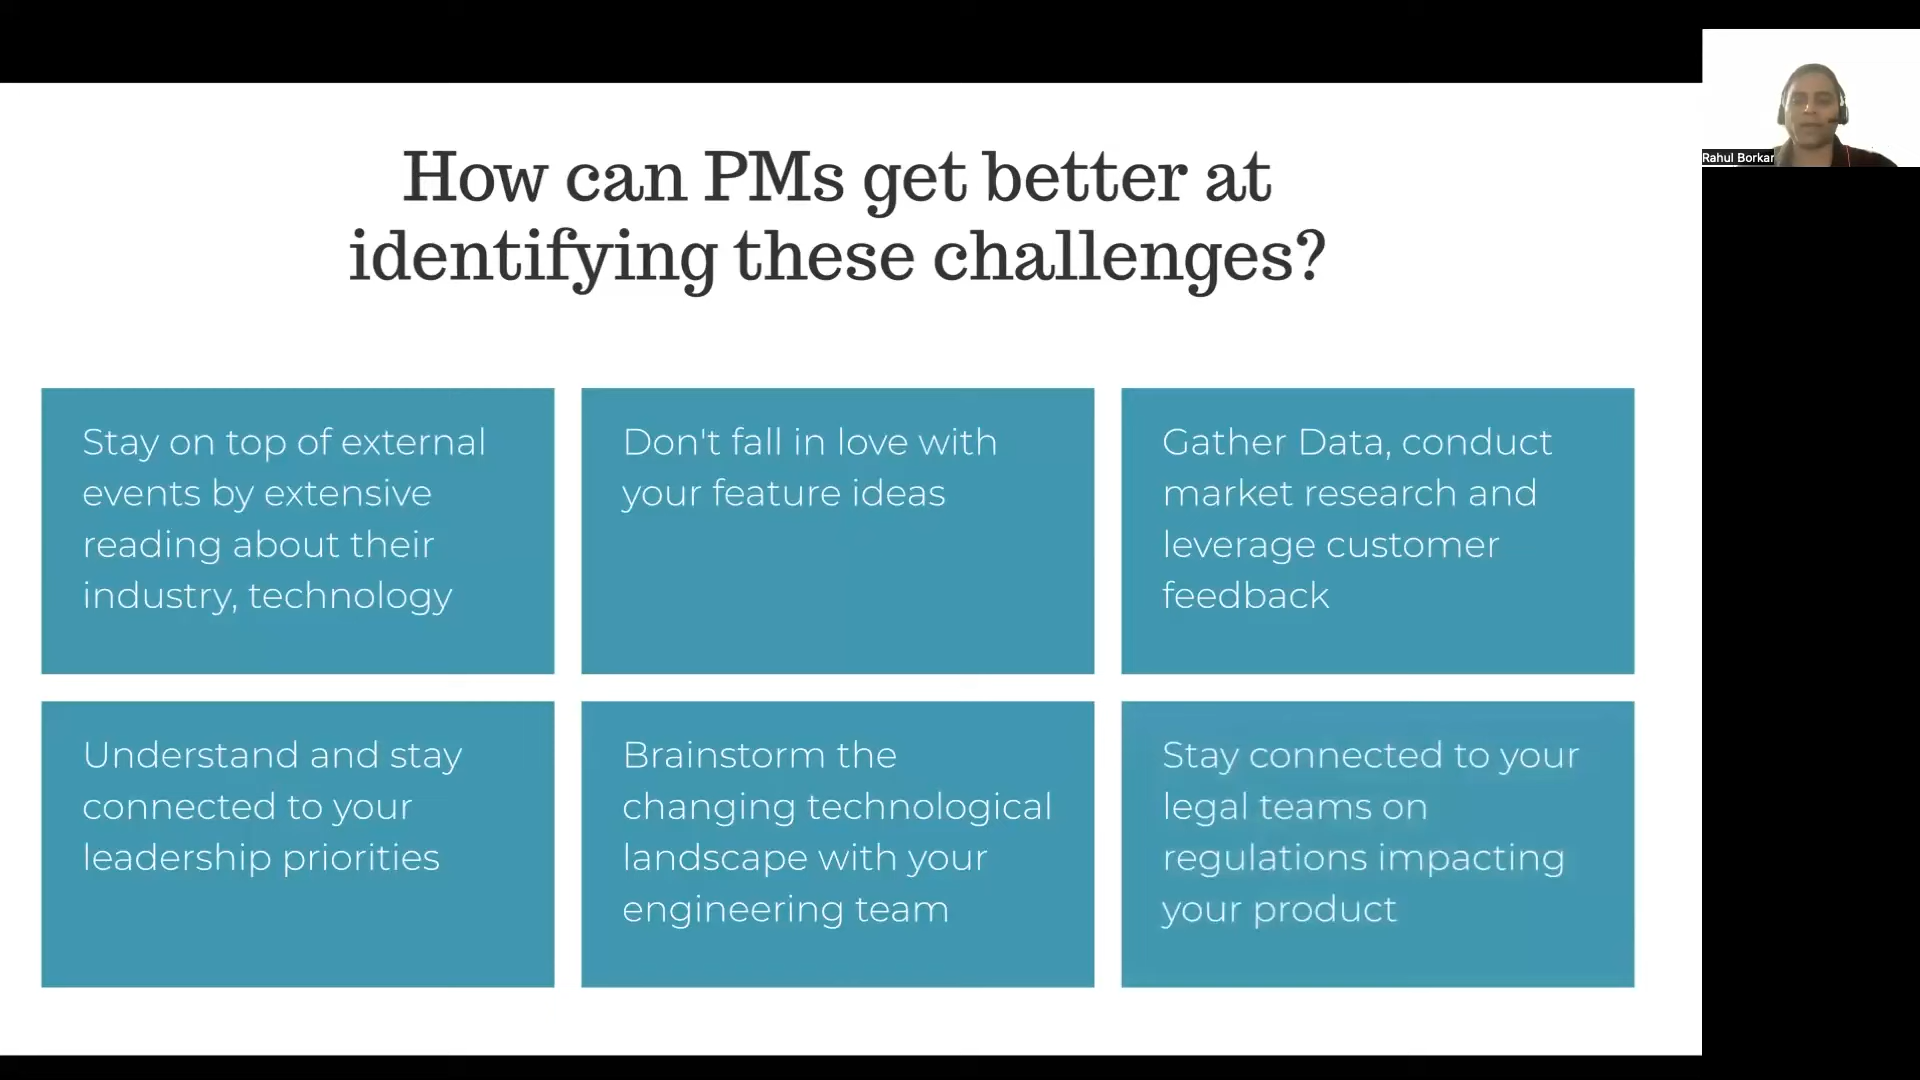 How can PMs get better at
identifying these challenges?
Stay on top of external
events by extensive
reading about their
industry, technology
Don't fall in love with
your feature ideas
Gather Data, conduct
market research and
leverage customer
feedback
Understand and stay
connected to your
leadership priorities
Brainstorm the
changing technological
landscape with your
engineering team
Stay connected to your
legal teams on
regulations impacting
your product
Rahul Borkar